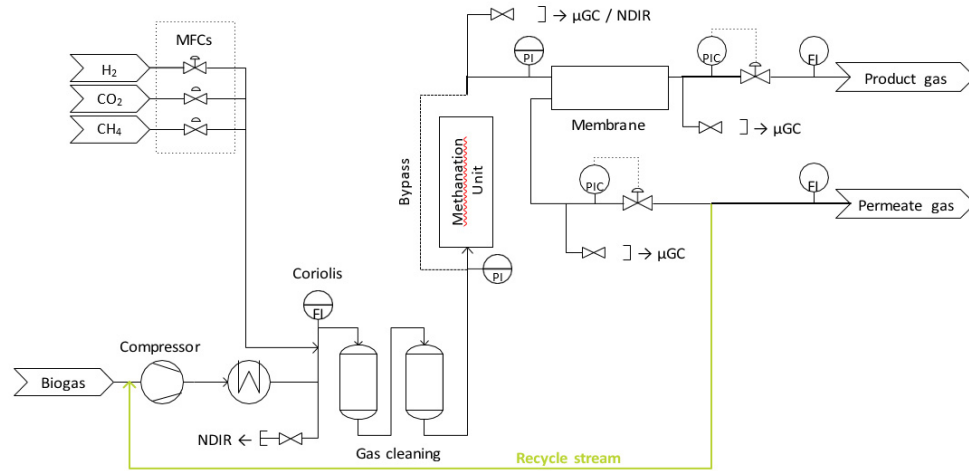 → μGC / NDIR
MFCs
H₂
CO₂
CH₄
PI
PIC
FI
Product gas
Membrane
→ μGC
Bypass
Methanation
Unit
PIC
FI
Permeate gas
→ μGC
PI
Coriolis
FI
Compressor
Biogas
NDIR ←
Gas cleaning
Recycle stream